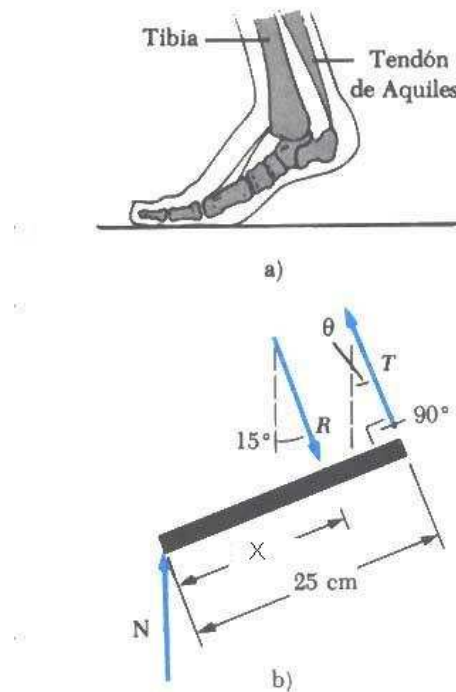 Tibia
Tendón
de Aquiles
a)
θ
T
R
15°
90°
X
25 cm
N
b)